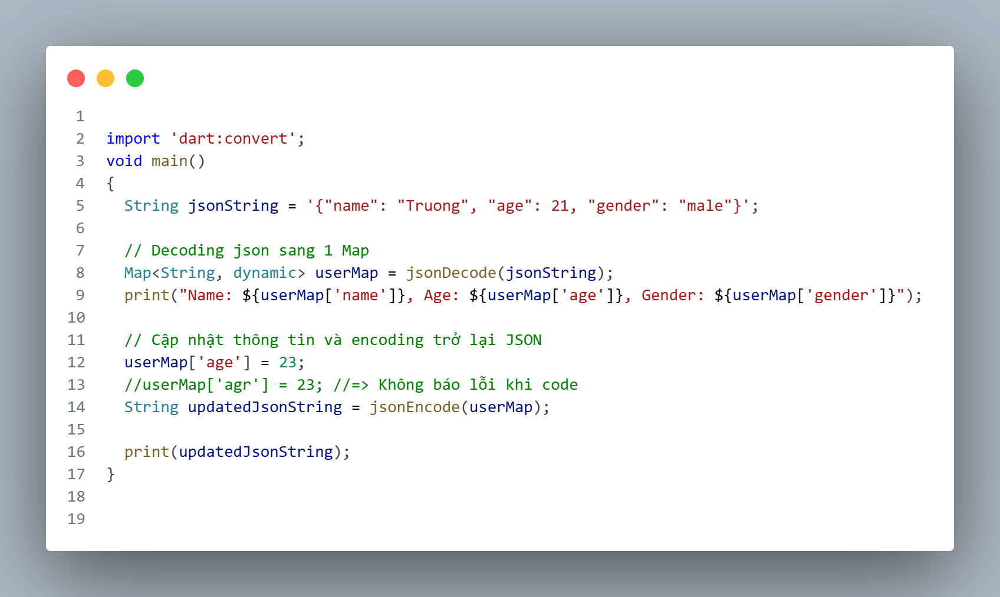 1
2 import 'dart:convert';
3 void main()
4 {
5   String jsonString = '{"name": "Truong", "age": 21, "gender": "male"}';
6
7   // Decoding json sang 1 Map
8   Map<String, dynamic> userMap = jsonDecode(jsonString);
9   print("Name: ${userMap['name']}, Age: ${userMap['age']}, Gender: ${userMap['gender']}");
10
11   // Cập nhật thông tin và encoding trở lại JSON
12   userMap['age'] = 23;
13   //userMap['agr'] = 23; //=> Không báo lỗi khi code
14   String updatedJsonString = jsonEncode(userMap);
15
16   print(updatedJsonString);
17 }
18
19